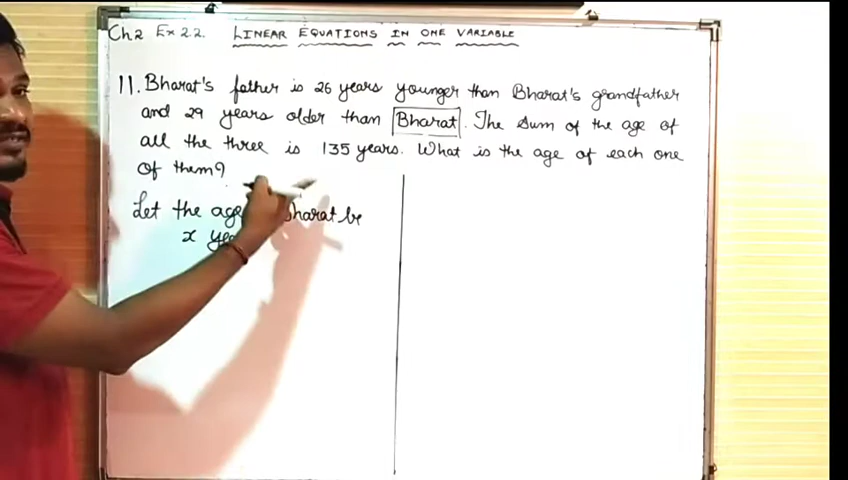 Ch2 Ex 2.2. LINEAR EQUATIONS IN ONE VARIABLE
11. Bharat's father is 26 years younger than Bharat's grandfather
and 29 years older than Bharat. The sum of the age of
all the three is 135 years. What is the age of each one
of them?
Let the age Bharat be
x